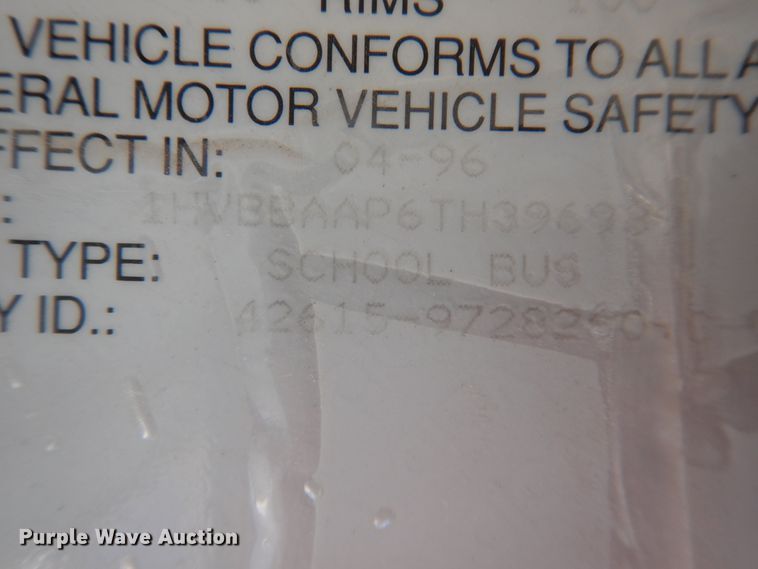 RIMS
VEHICLE CONFORMS TO ALL A
ERAL MOTOR VEHICLE SAFETY
FFECT IN: 04-96
:
TYPE: SCHOOL BUS
Y ID.:
Purple Wave Auction